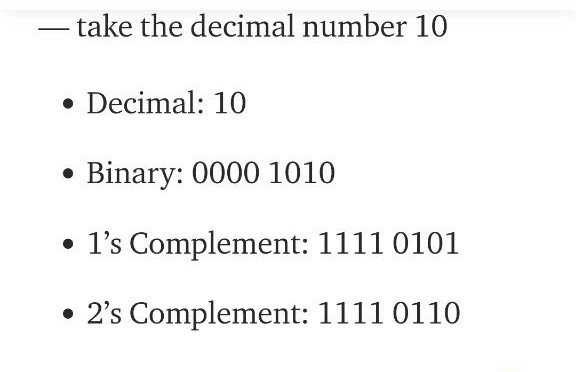 — take the decimal number 10
• Decimal: 10
• Binary: 0000 1010
• 1’s Complement: 1111 0101
• 2’s Complement: 1111 0110